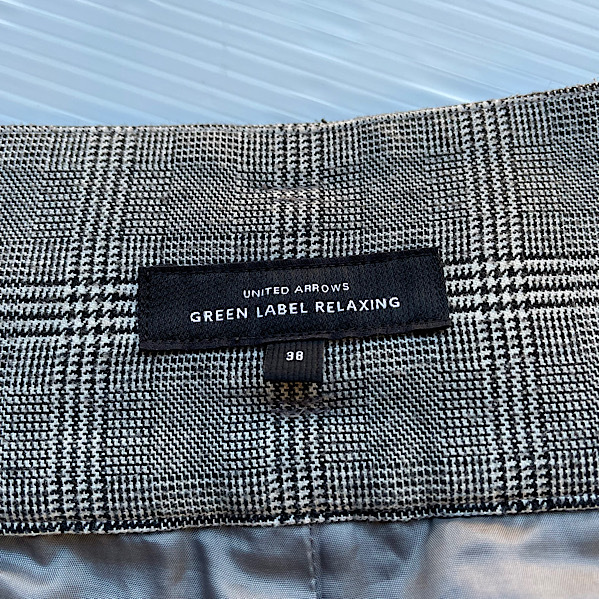 UNITED ARROWS
GREEN LABEL RELAXING
38